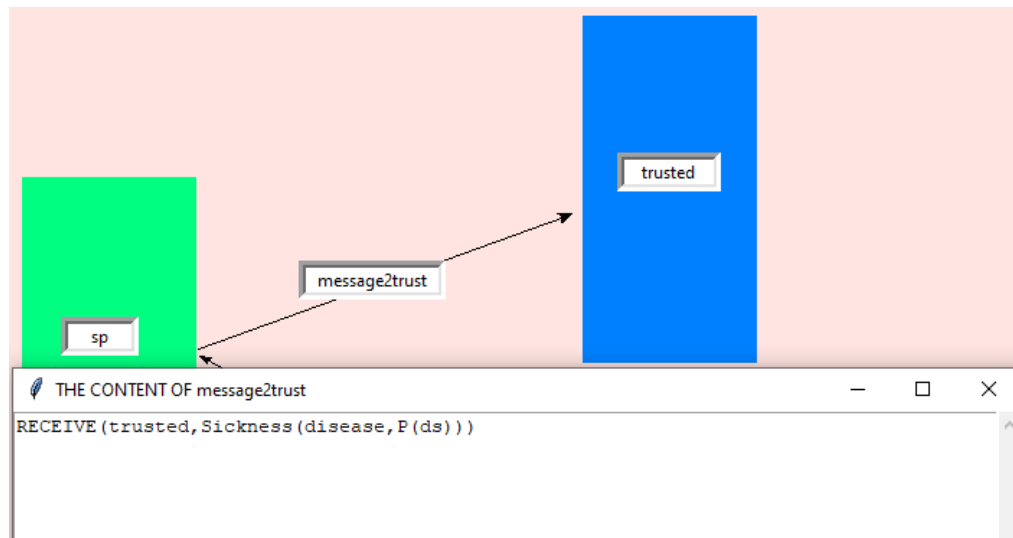 trusted
message2trust
sp
THE CONTENT OF message2trust
RECEIVE(trusted,Sickness(disease,P(ds)))